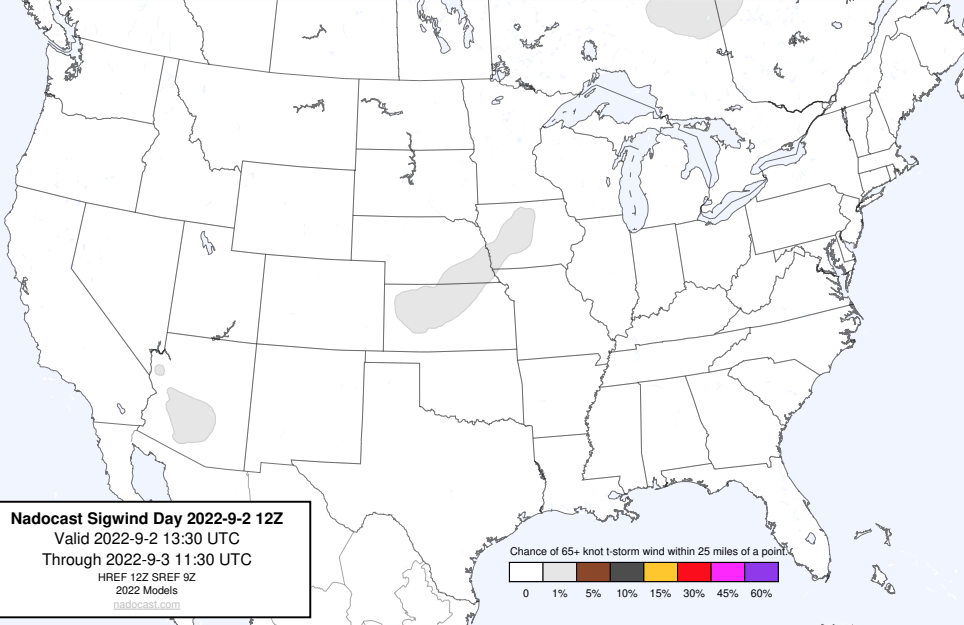 Nadocast Sigwind Day 2022-9-2 12Z
Valid 2022-9-2 13:30 UTC
Through 2022-9-3 11:30 UTC
HREF 12Z SREF 9Z
2022 Models
nadocast.com
Chance of 65+ knot t-storm wind within 25 miles of a point.
0 1% 5% 10% 15% 30% 45% 60%